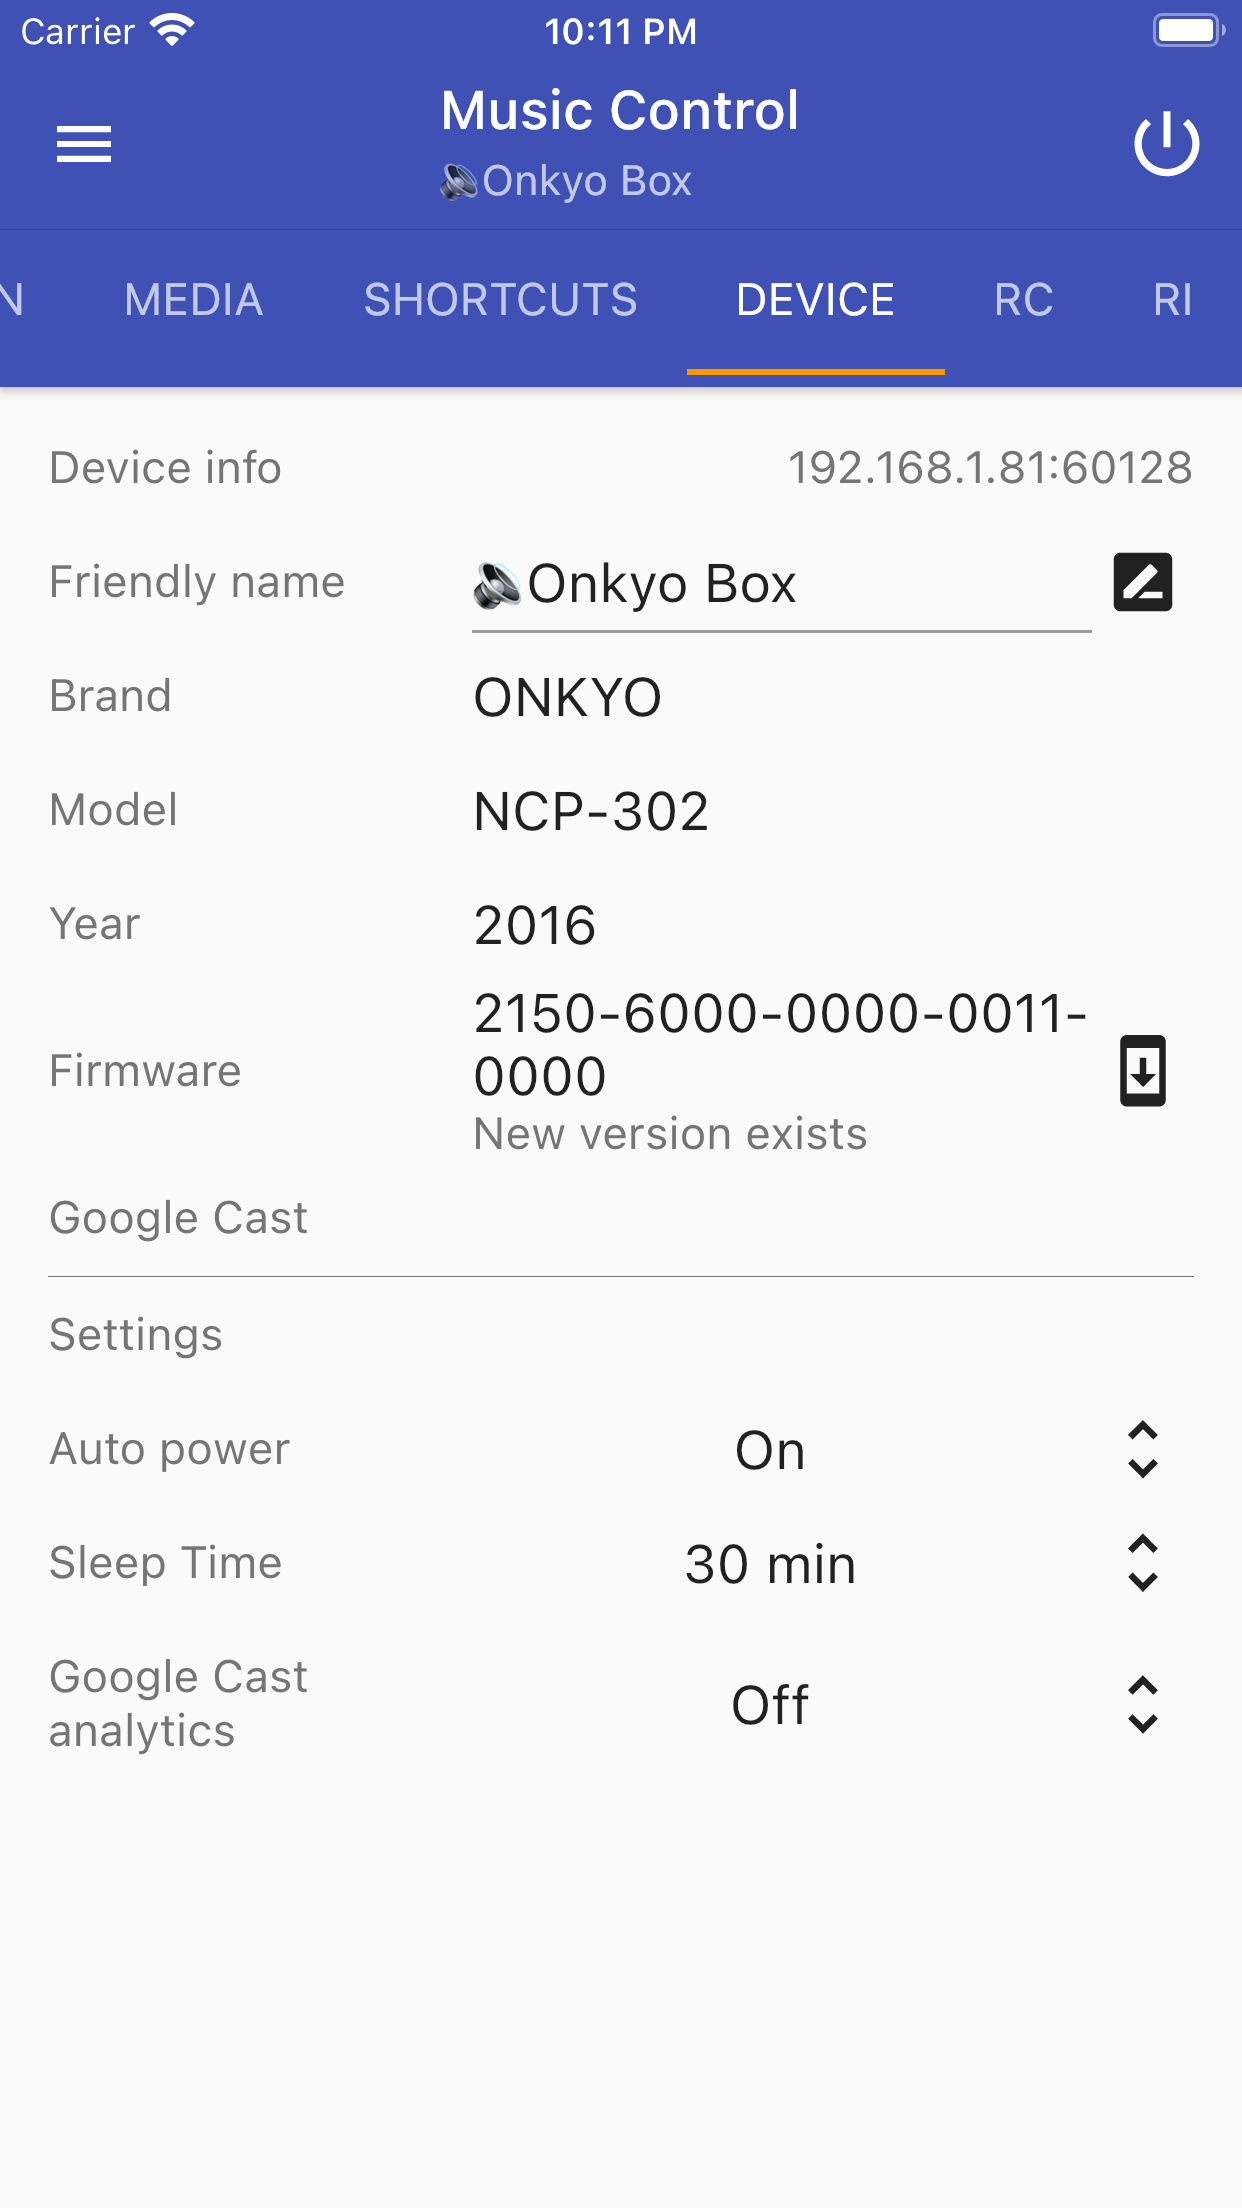 Carrier 10:11 PM
Music Control
🔊Onkyo Box
N MEDIA SHORTCUTS DEVICE RC RI
Device info 192.168.1.81:60128
Friendly name 🔊Onkyo Box
Brand ONKYO
Model NCP-302
Year 2016
Firmware 2150-6000-0000-0011-
0000
New version exists
Google Cast
Settings
Auto power On
Sleep Time 30 min
Google Cast
analytics Off